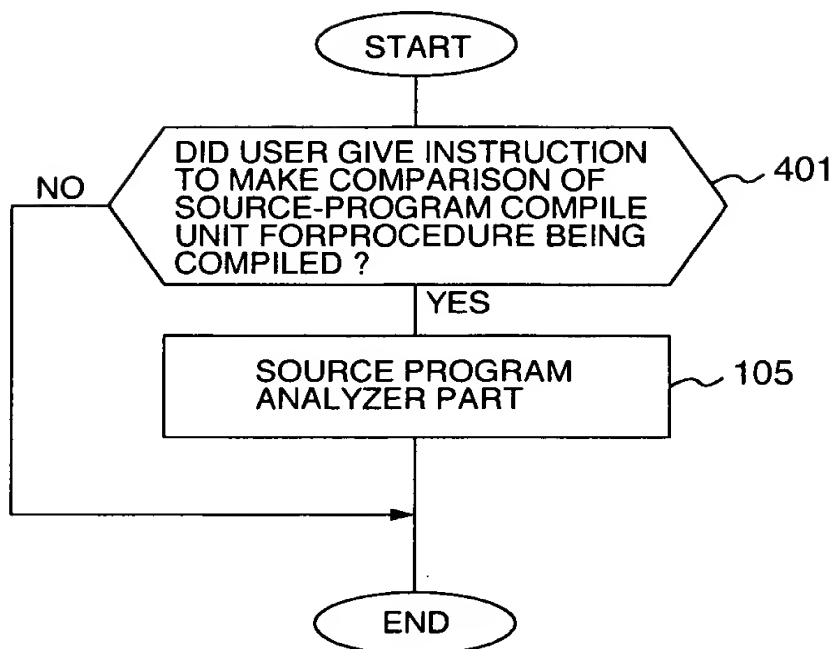 START
DID USER GIVE INSTRUCTION
TO MAKE COMPARISON OF
SOURCE-PROGRAM COMPILE
UNIT FORPROCEDURE BEING
COMPILED ?
401
NO
YES
SOURCE PROGRAM
ANALYZER PART
105
END